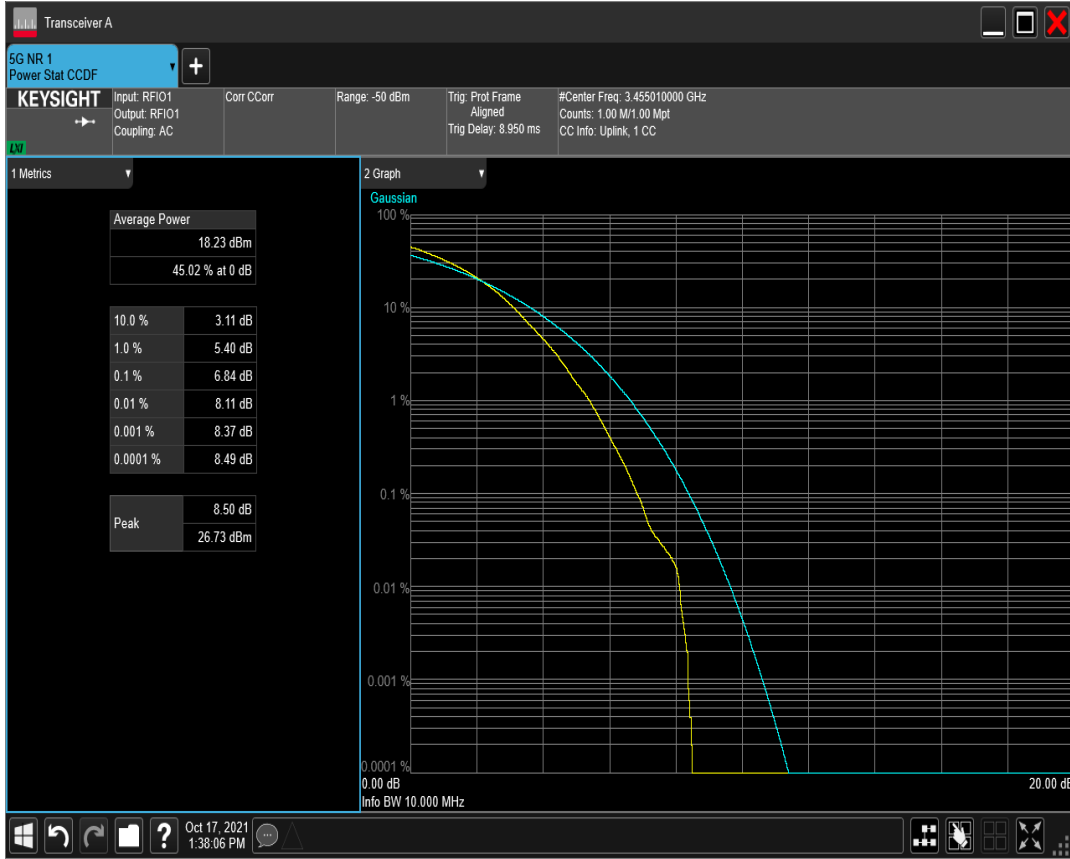 Transceiver A
5G NR 1
Power Stat CCDF
KEYSIGHT
LXI
Input: RFIO1
Output: RFIO1
Coupling: AC
Corr CCorr
Range: -50 dBm
Trig: Prot Frame
Aligned
Trig Delay: 8.950 ms
#Center Freq: 3.455010000 GHz
Counts: 1.00 M/1.00 Mpt
CC Info: Uplink, 1 CC
1 Metrics
Average Power
18.23 dBm
45.02 % at 0 dB
10.0 % 3.11 dB
1.0 % 5.40 dB
0.1 % 6.84 dB
0.01 % 8.11 dB
0.001 % 8.37 dB
0.0001 % 8.49 dB
Peak
8.50 dB
26.73 dBm
2 Graph
Gaussian
100 %
10 %
1 %
0.1 %
0.01 %
0.001 %
0.0001 %
0.00 dB
20.00 dB
Info BW 10.000 MHz
Oct 17, 2021
1:38:06 PM